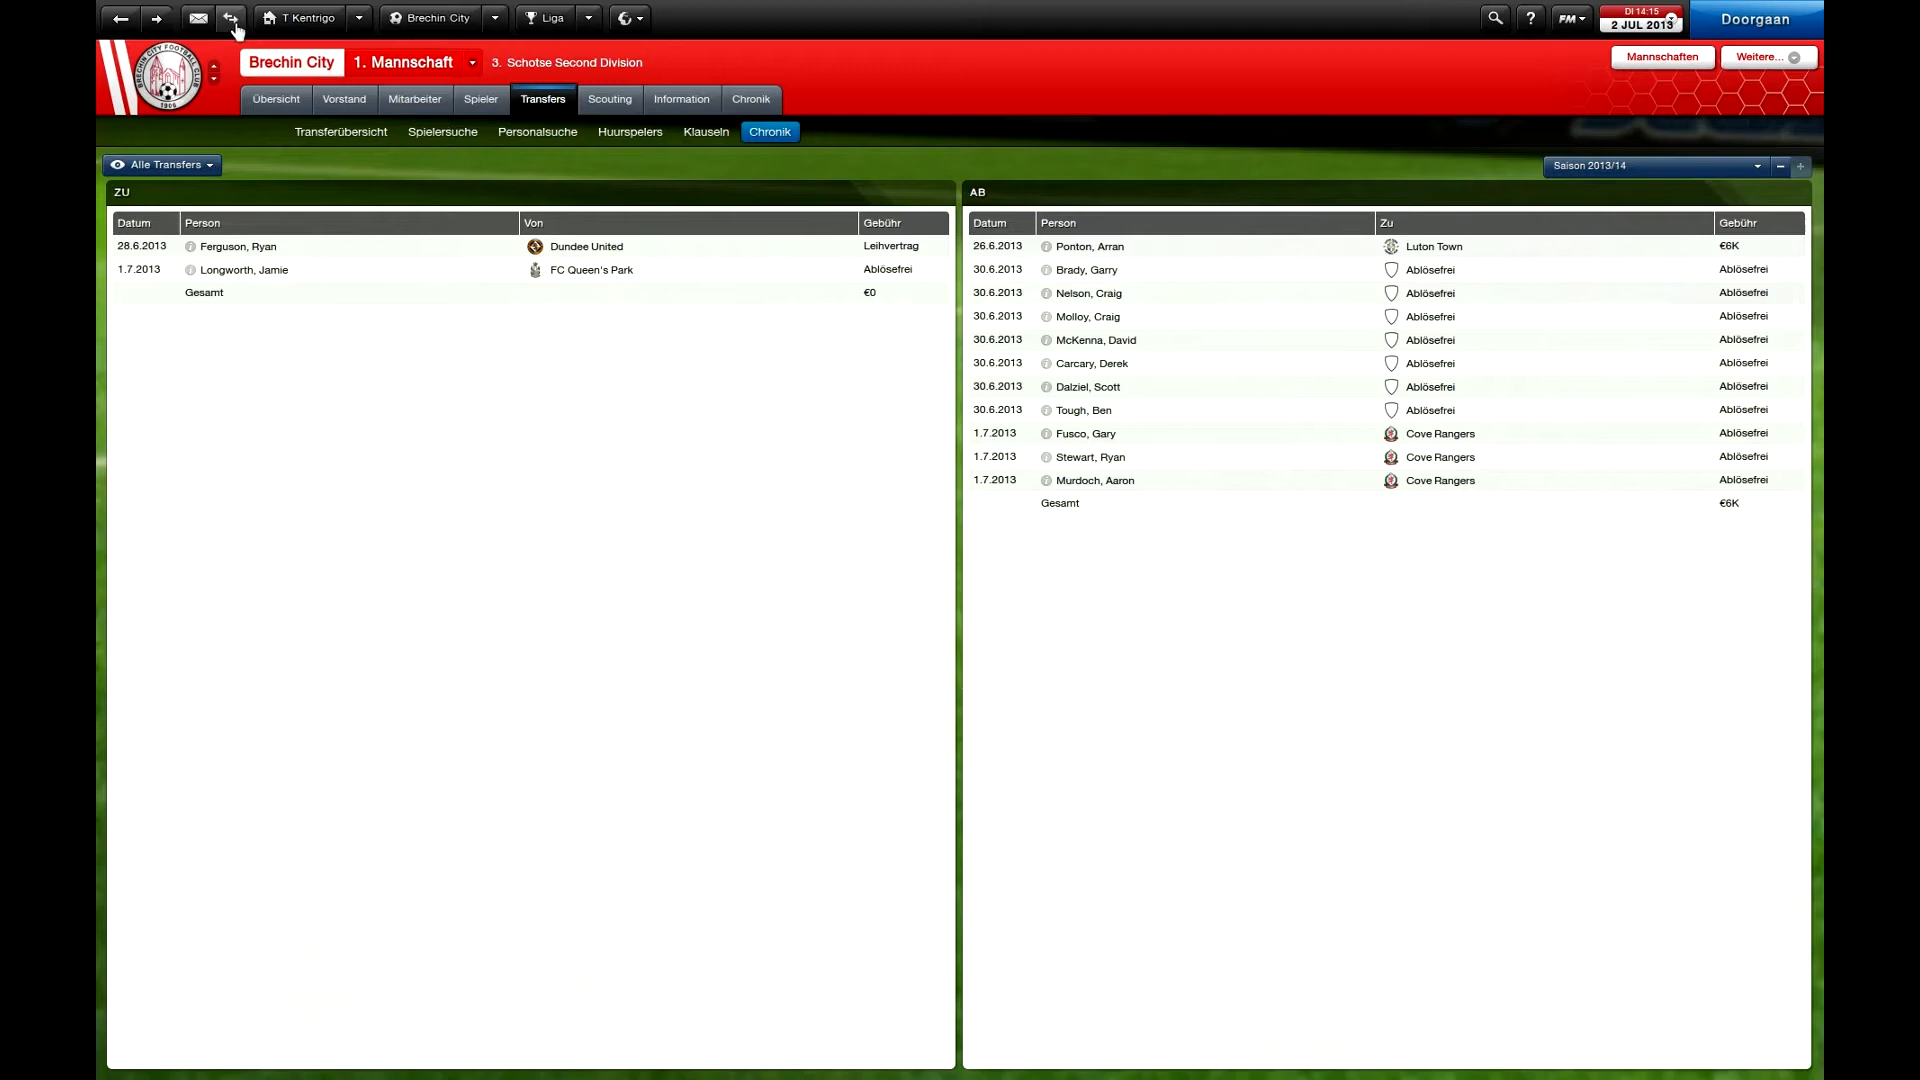 T Kentrigo Brechin City Liga ? FM DI 14:15 Doorgaan
2 JUL 2013
Brechin City 1. Mannschaft 3. Schotse Second Division Mannschaften Weitere...
BRECHIN CITY FOOTBALL CLUB
1906
Übersicht Vorstand Mitarbeiter Spieler Transfers Scouting Information Chronik
Transferübersicht Spielersuche Personalsuche Huurspelers Klauseln Chronik
Alle Transfers Saison 2013/14
ZU
Datum Person Von Gebühr
28.6.2013 Ferguson, Ryan Dundee United Leihvertrag
1.7.2013 Longworth, Jamie FC Queen's Park Ablösefrei
Gesamt €0
AB
Datum Person Zu Gebühr
26.6.2013 Ponton, Arran Luton Town €6K
30.6.2013 Brady, Garry Ablösefrei Ablösefrei
30.6.2013 Nelson, Craig Ablösefrei Ablösefrei
30.6.2013 Molloy, Craig Ablösefrei Ablösefrei
30.6.2013 McKenna, David Ablösefrei Ablösefrei
30.6.2013 Carcary, Derek Ablösefrei Ablösefrei
30.6.2013 Dalziel, Scott Ablösefrei Ablösefrei
30.6.2013 Tough, Ben Ablösefrei Ablösefrei
1.7.2013 Fusco, Gary Cove Rangers Ablösefrei
1.7.2013 Stewart, Ryan Cove Rangers Ablösefrei
1.7.2013 Murdoch, Aaron Cove Rangers Ablösefrei
Gesamt €6K